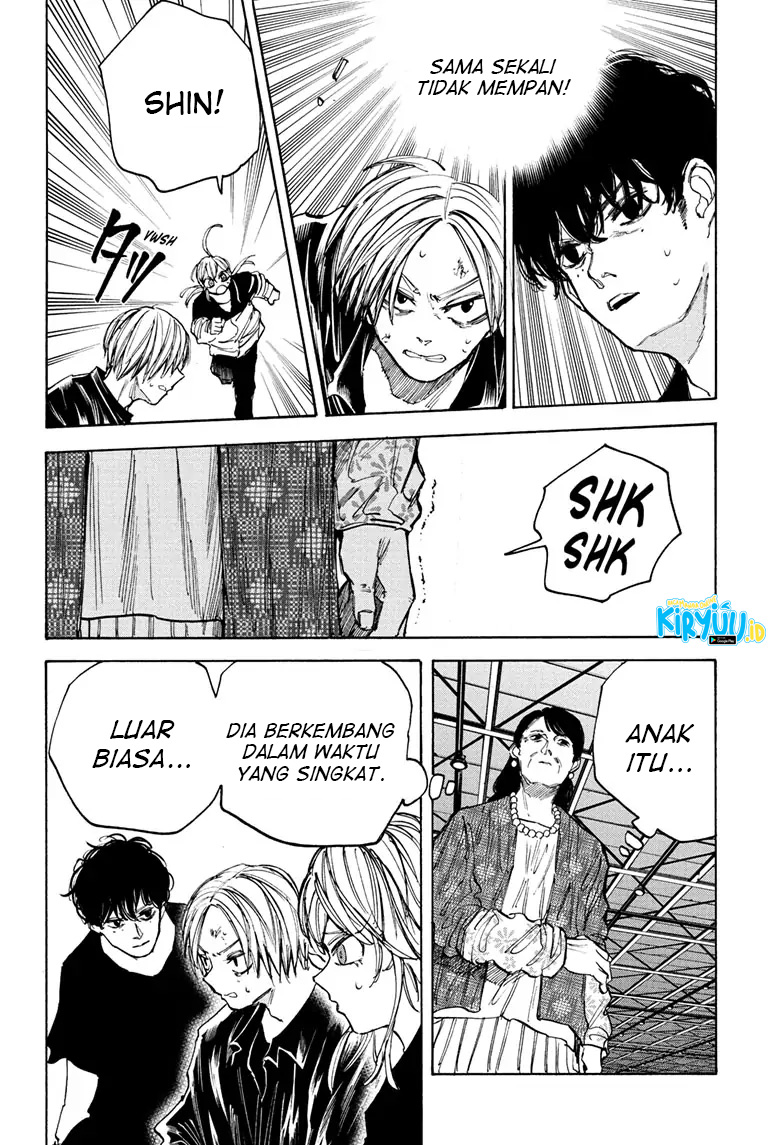 SAMA SEKALI
TIDAK MEMPAN!
SHIN!
VWSH
SHK
SHK
KIRYUU.ID
ANAK
ITU...
DIA BERKEMBANG
DALAM WAKTU
YANG SINGKAT.
LUAR
BIASA...